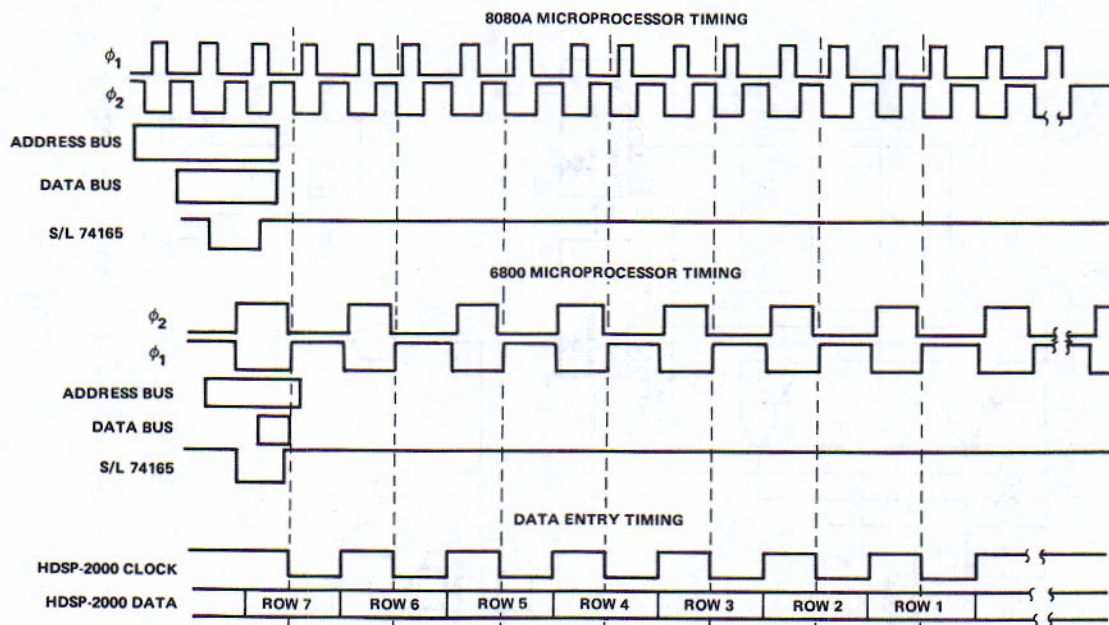 8080A MICROPROCESSOR TIMING
ϕ1
ϕ2
ADDRESS BUS
DATA BUS
S/L 74165
6800 MICROPROCESSOR TIMING
ϕ2
ϕ1
ADDRESS BUS
DATA BUS
S/L 74165
DATA ENTRY TIMING
HDSP-2000 CLOCK
HDSP-2000 DATA ROW 7 ROW 6 ROW 5 ROW 4 ROW 3 ROW 2 ROW 1